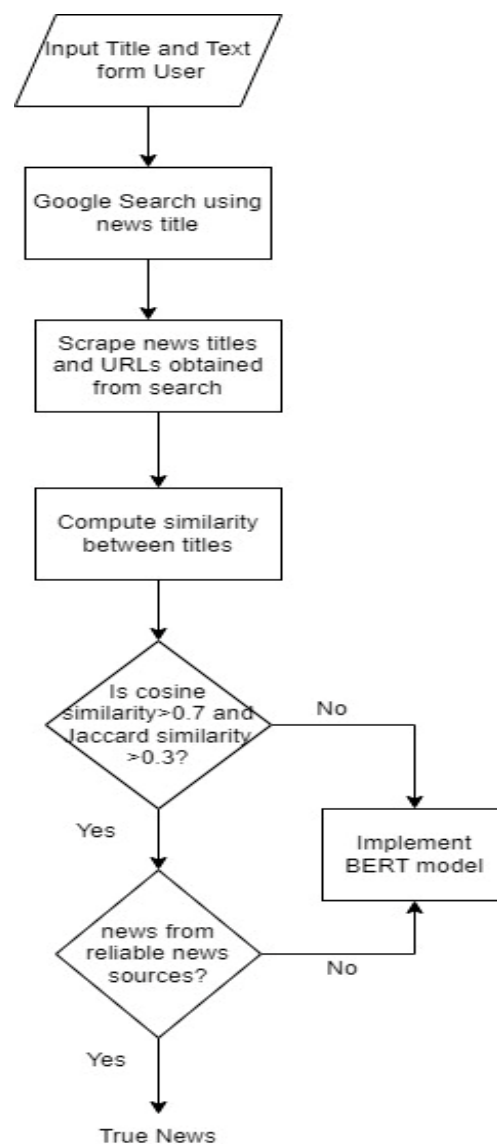 Input Title and Text
form User
Google Search using
news title
Scrape news titles
and URLs obtained
from search
Compute similarity
between titles
Is cosine
similarity>0.7 and
Jaccard similarity
>0.3?
No
Yes
Implement
BERT model
news from
reliable news
sources?
No
Yes
True News